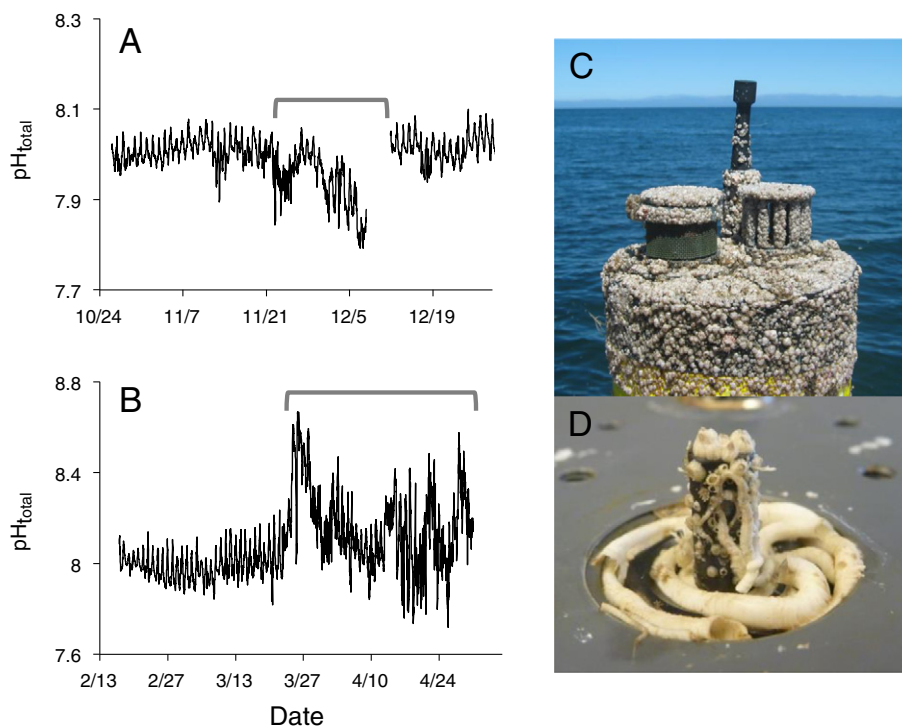 A
8.3
8.1
7.9
7.7
pHtotal
10/24 11/7 11/21 12/5 12/19
B
8.8
8.4
8
7.6
pHtotal
2/13 2/27 3/13 3/27 4/10 4/24
Date
C
D